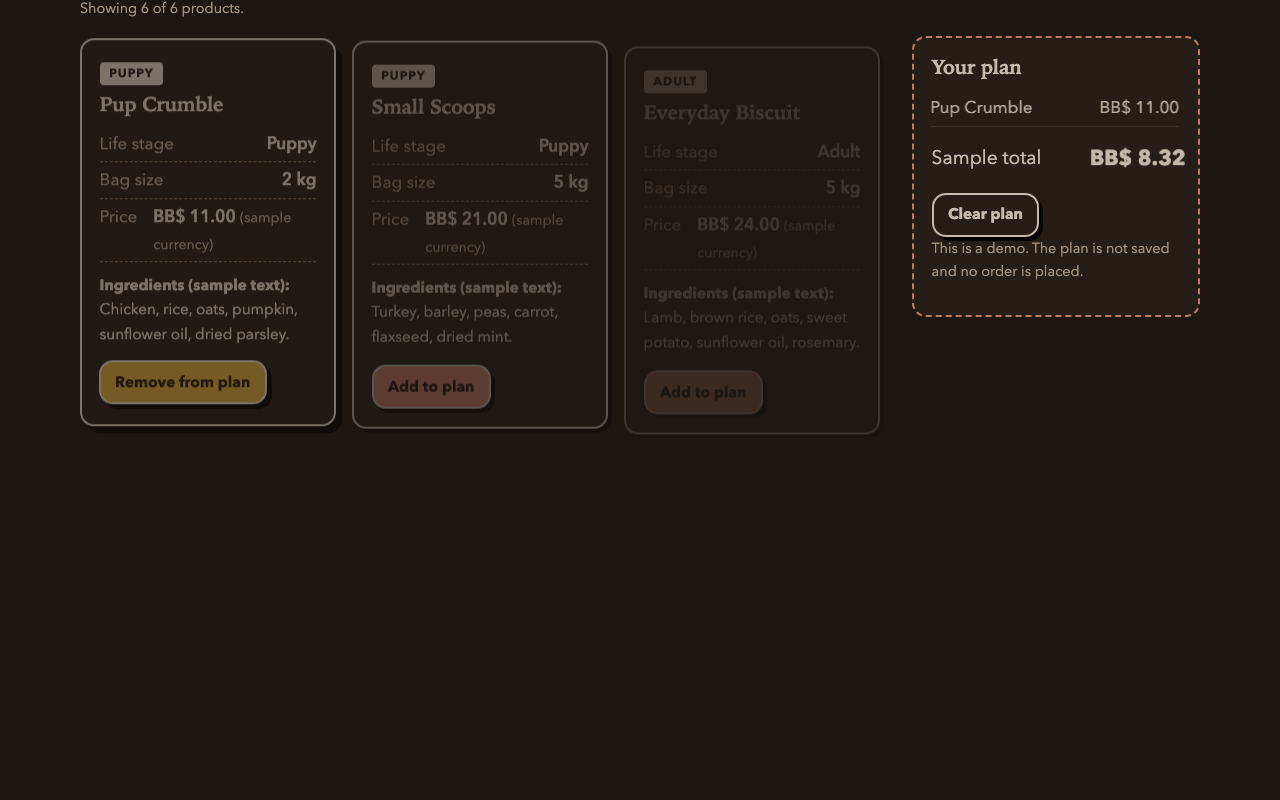 Showing 6 of 6 products.
PUPPY
Pup Crumble
Life stage Puppy
Bag size 2 kg
Price BB$ 11.00 (sample
currency)
Ingredients (sample text):
Chicken, rice, oats, pumpkin,
sunflower oil, dried parsley.
Remove from plan
PUPPY
Small Scoops
Life stage Puppy
Bag size 5 kg
Price BB$ 21.00 (sample
currency)
Ingredients (sample text):
Turkey, barley, peas, carrot,
flaxseed, dried mint.
Add to plan
ADULT
Everyday Biscuit
Life stage Adult
Bag size 5 kg
Price BB$ 24.00 (sample
currency)
Ingredients (sample text):
Lamb, brown rice, oats, sweet
potato, sunflower oil, rosemary.
Add to plan
Your plan
Pup Crumble BB$ 11.00
Sample total BB$ 8.32
Clear plan
This is a demo. The plan is not saved
and no order is placed.